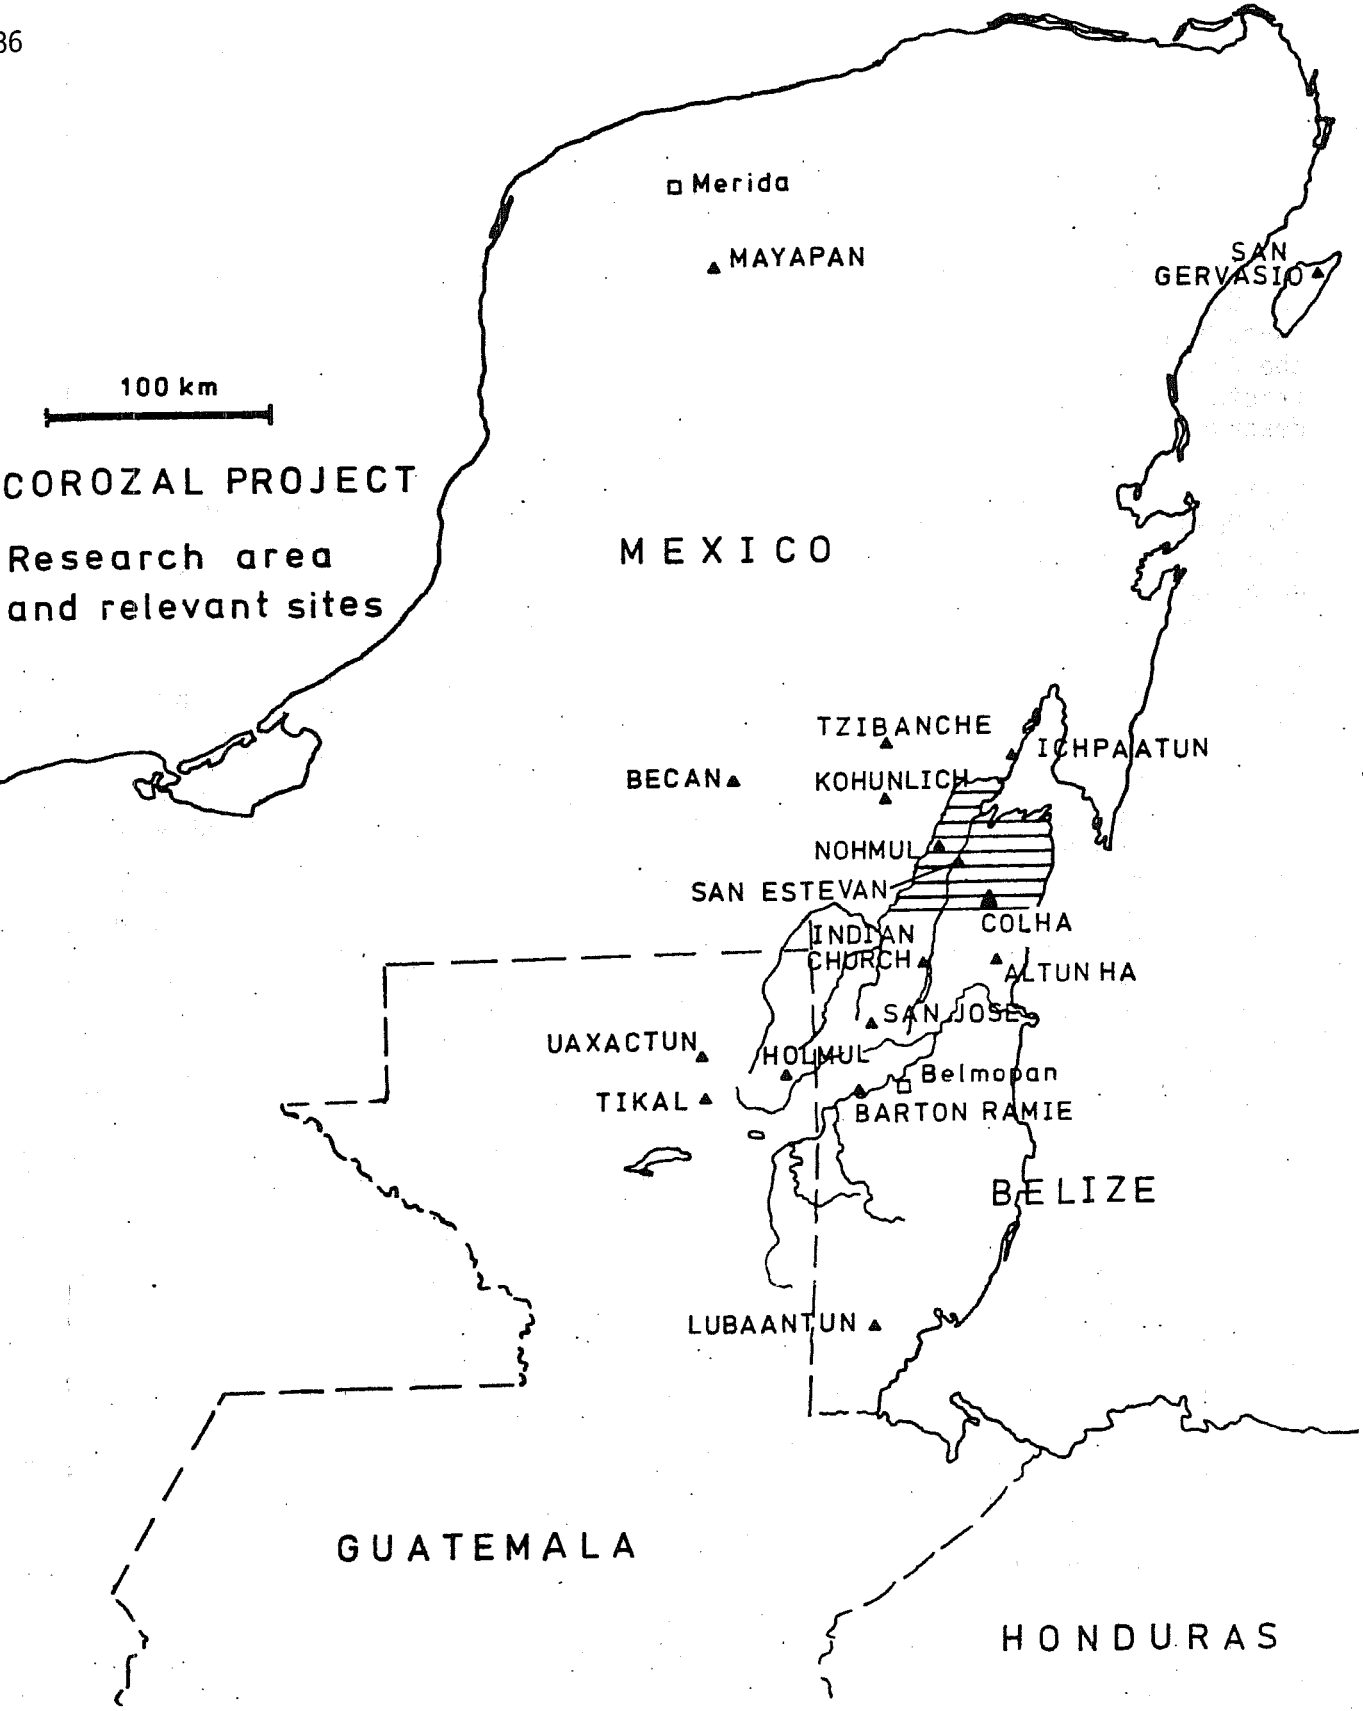 36
Merida
MAYAPAN
SAN
GERVASIO
100 km
COROZAL PROJECT
Research area
and relevant sites
MEXICO
TZIBANCHE
ICHPAATUN
BECAN
KOHUNLICH
NOHMUL
SAN ESTEVAN
COLHA
INDIAN
CHURCH
ALTUN HA
SAN JOSE
UAXACTUN
HOLMUL
Belmopan
TIKAL
BARTON RAMIE
BELIZE
LUBAANTUN
GUATEMALA
HONDURAS